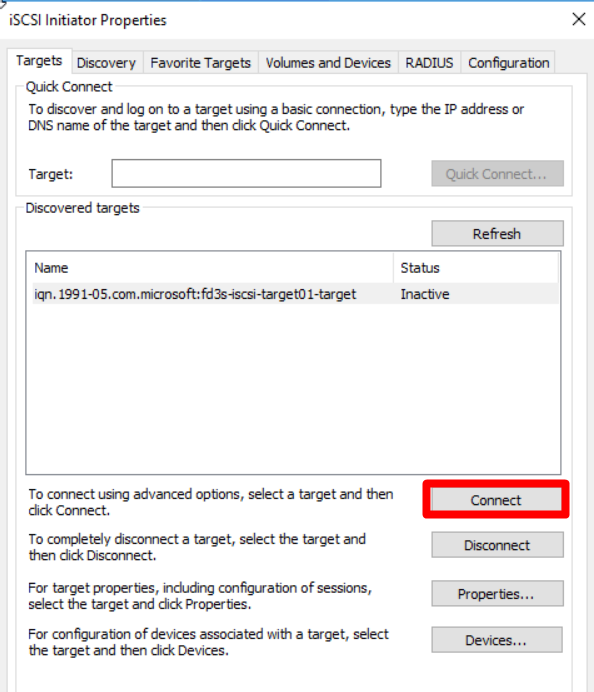 iSCSI Initiator Properties
Targets Discovery Favorite Targets Volumes and Devices RADIUS Configuration
Quick Connect
To discover and log on to a target using a basic connection, type the IP address or
DNS name of the target and then click Quick Connect.
Target:
Quick Connect...
Discovered targets
Refresh
Name Status
iqn.1991-05.com.microsoft:fd3s-iscsi-target01-target Inactive
To connect using advanced options, select a target and then
click Connect.
Connect
To completely disconnect a target, select the target and
then click Disconnect.
Disconnect
For target properties, including configuration of sessions,
select the target and click Properties.
Properties...
For configuration of devices associated with a target, select
the target and then click Devices.
Devices...